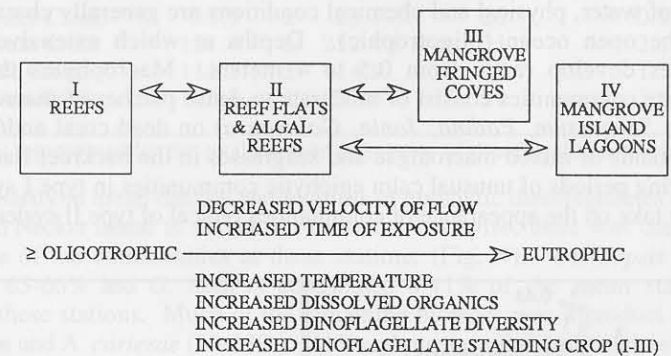 I
REEFS
II
REEF FLATS
& ALGAL
REEFS
III
MANGROVE
FRINGED
COVES
IV
MANGROVE
ISLAND
LAGOONS
DECREASED VELOCITY OF FLOW
INCREASED TIME OF EXPOSURE
≥ OLIGOTROPHIC
EUTROPHIC
INCREASED TEMPERATURE
INCREASED DISSOLVED ORGANICS
INCREASED DINOFLAGELLATE DIVERSITY
INCREASED DINOFLAGELLATE STANDING CROP (I-III)